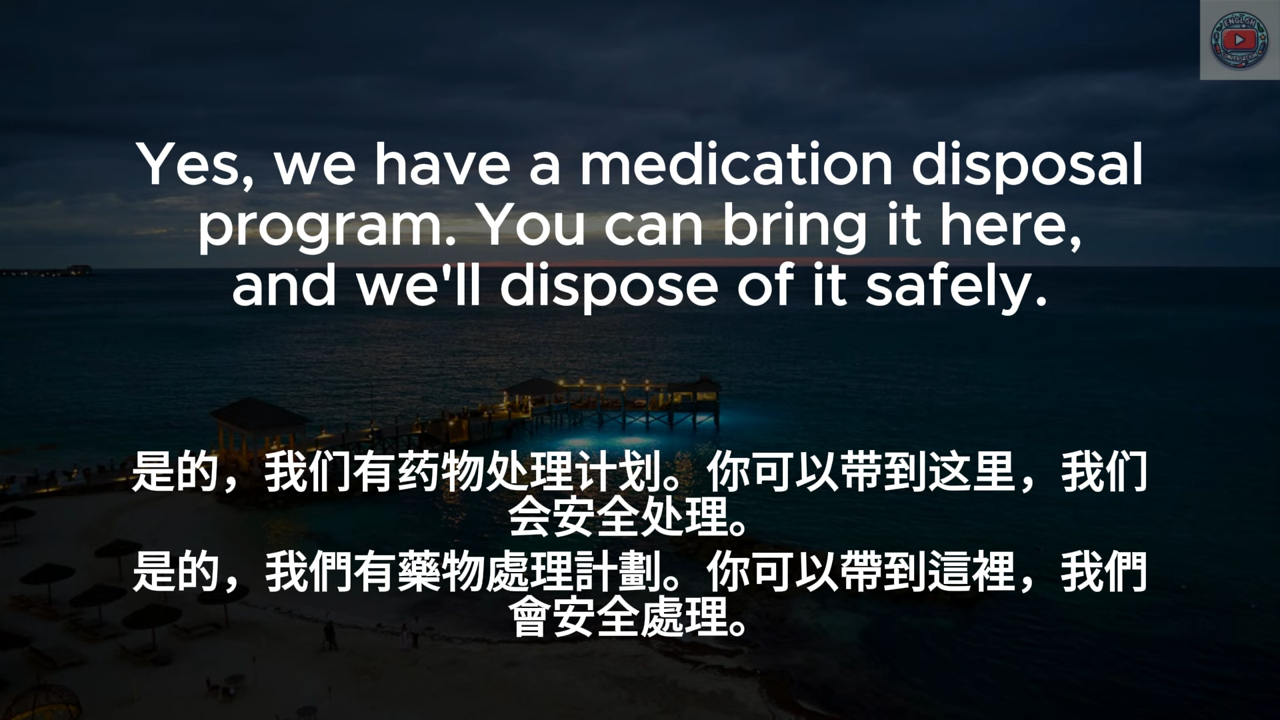 Yes, we have a medication disposal
program. You can bring it here,
and we'll dispose of it safely.
是的，我们有药物处理计划。你可以带到这里，我们
会安全处理。
是的，我們有藥物處理計劃。你可以帶到這裡，我們
會安全處理。